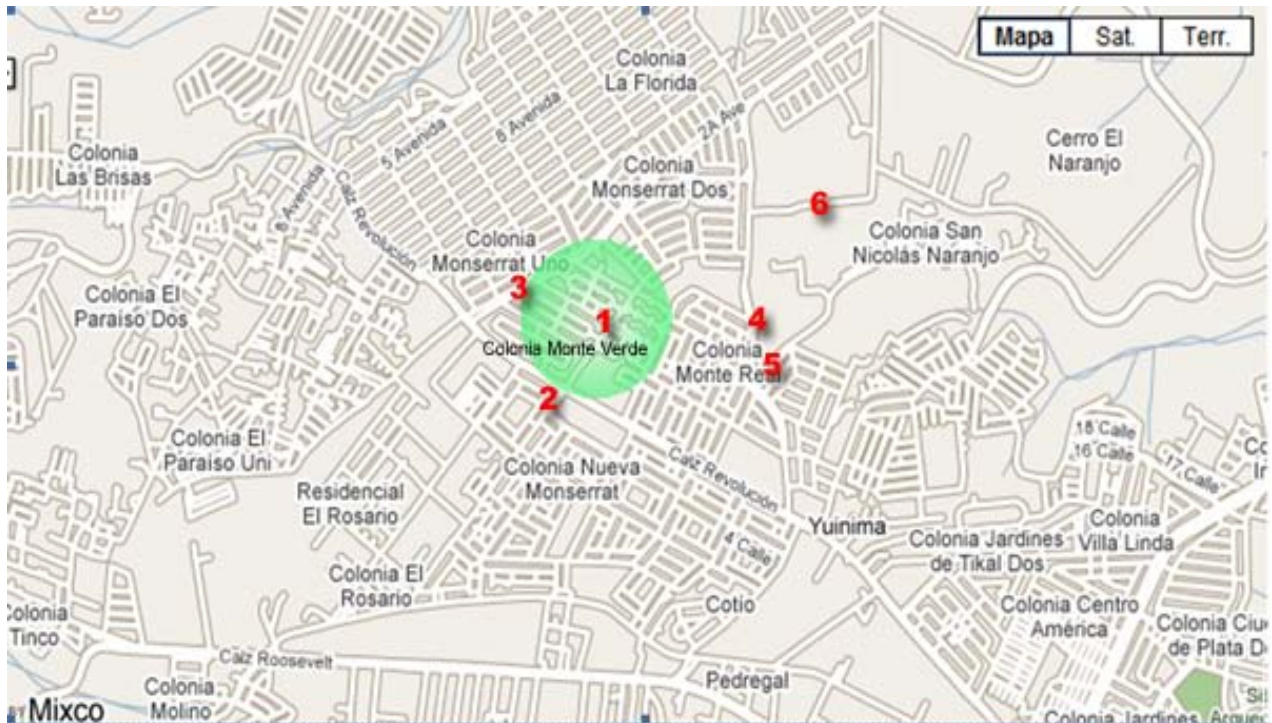 Mapa
Sat.
Terr.
Colonia
La Florida
8 Avenida
5 Avenida
2A Ave
Cerro El
Naranjo
Colonia
Las Brisas
Colonia
Monserrat Dos
8 Avenida
Calz Revolución
6
Colonia
Monserrat Uno
Colonia San
Nicolás Naranjo
3
Colonia El
Paraíso Dos
1
4
Colonia Monte Verde
Colonia
Monte Real
5
2
18 Calle
16 Calle
17 Calle
Colonia El
Paraíso Uni
Colonia Nueva
Monserrat
Calz Revolución
Residencial
El Rosario
Yuinima
4 Calle
Colonia Jardines
de Tikal Dos
Colonia
Villa Linda
Colonia El
Rosario
Cotio
Colonia Centro
América
Colonia
Tinco
Colonia Ciu
de Plata D
Calz Roosevelt
Colonia
Molino
Pedregal
Mixco
Colonia Jardines